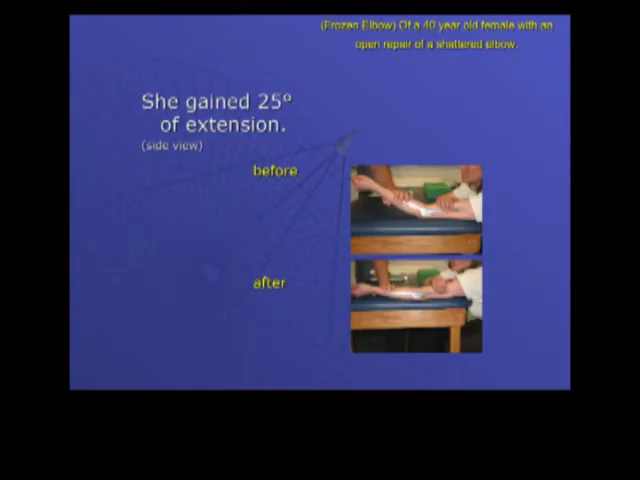 (Frozen Elbow) Of a 40 year old female with an
open repair of a shattered elbow.
She gained 25°
of extension.
(side view)
before
after